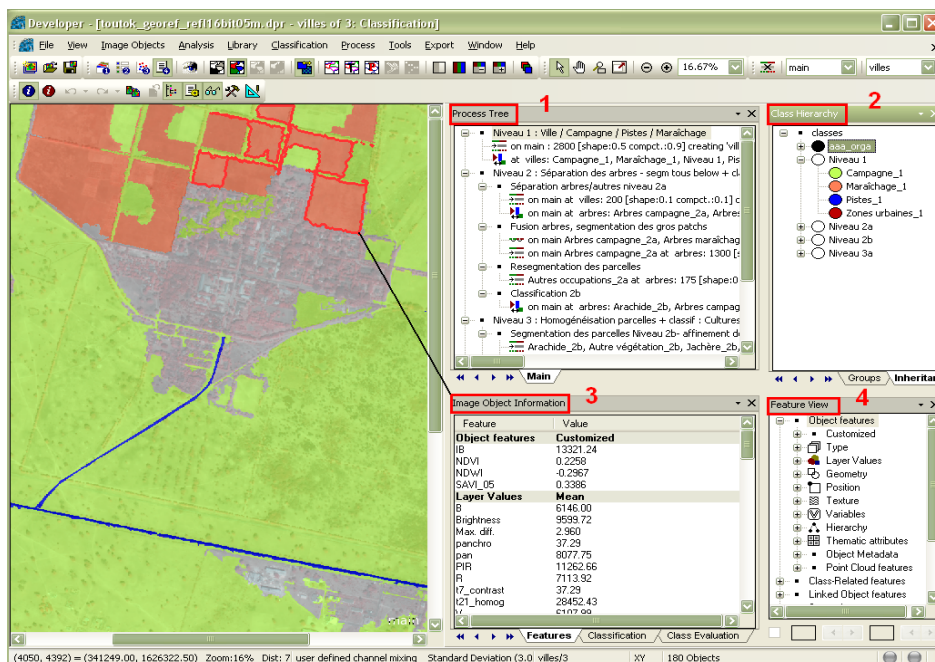 Developer - [toutok_georef_refl16bit05m.dpr - villes of 3: Classification]
File View Image Objects Analysis Library Classification Process Tools Export Window Help
16.67% main villes
1
Process Tree
Niveau 1 : Ville / Campagne / Pistes / Maraîchage
on main : 2800 [shape:0.5 compct.:0.9] creating 'vill
at villes: Campagne_1, Maraîchage_1, Niveau 1, Pis
Niveau 2 : Séparation des arbres - segm tous below + cl
Séparation arbres/autres niveau 2a
on main at villes: 200 [shape:0.1 compct.:0.1] c
on main at arbres: Arbres campagne_2a, Arbres
Fusion arbres, segmentation des gros patchs
on main Arbres campagne_2a, Arbres maraîchag
on main Arbres campagne_2a at arbres: 1300 [s
Resegmentation des parcelles
Autres occupations_2a at arbres: 175 [shape:0
Classification 2b
on main at arbres: Arachide_2b, Arbres campag
Niveau 3 : Homogénéisation parcelles + classif : Cultures
Segmentation des parcelles Niveau 2b- affinement de
Arachide_2b, Autre végétation_2b, Jachère_2b,
Main
2
Class Hierarchy
classes
aaa_orga
Niveau 1
Campagne_1
Maraîchage_1
Pistes_1
Zones urbaines_1
Niveau 2a
Niveau 2b
Niveau 3a
Groups Inheritan
3
Image Object Information
Feature Value
Object features Customized
IB 13321.24
NDVI 0.2258
NDWI -0.2967
SAVI_05 0.3386
Layer Values Mean
B 6146.00
Brightness 9599.72
Max. diff. 2.960
panchro 37.29
pan 8077.75
PIR 11262.66
R 7113.92
t7_contrast 37.29
t21_homog 28452.43
V 6107.99
Features Classification Class Evaluation
4
Feature View
Object features
Customized
Type
Layer Values
Geometry
Position
Texture
Variables
Hierarchy
Thematic attributes
Object Metadata
Point Cloud features
Class-Related features
Linked Object features
main
(4050, 4392) = (341249.00, 1626322.50) Zoom:16% Dist: 7 user defined channel mixing Standard Deviation (3.0 villes/3 XY 180 Objects